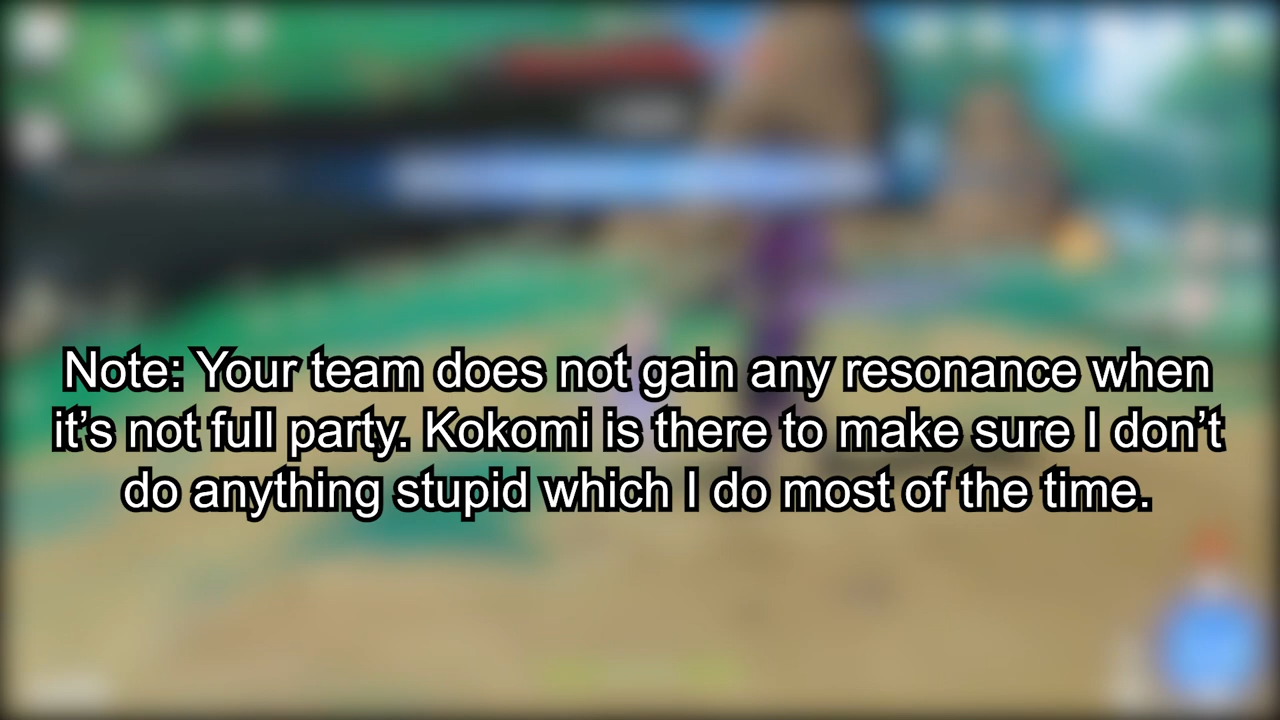 Note: Your team does not gain any resonance when
it’s not full party. Kokomi is there to make sure I don’t
do anything stupid which I do most of the time.